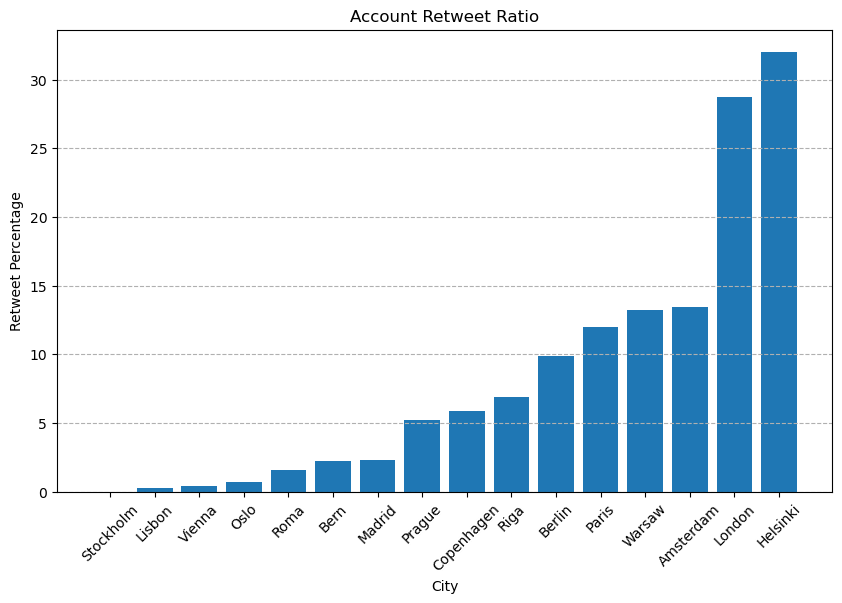 Account Retweet Ratio
Retweet Percentage
30
25
20
15
10
5
0
Stockholm
Lisbon
Vienna
Oslo
Roma
Bern
Madrid
Prague
Copenhagen
Riga
Berlin
Paris
Warsaw
Amsterdam
London
Helsinki
City